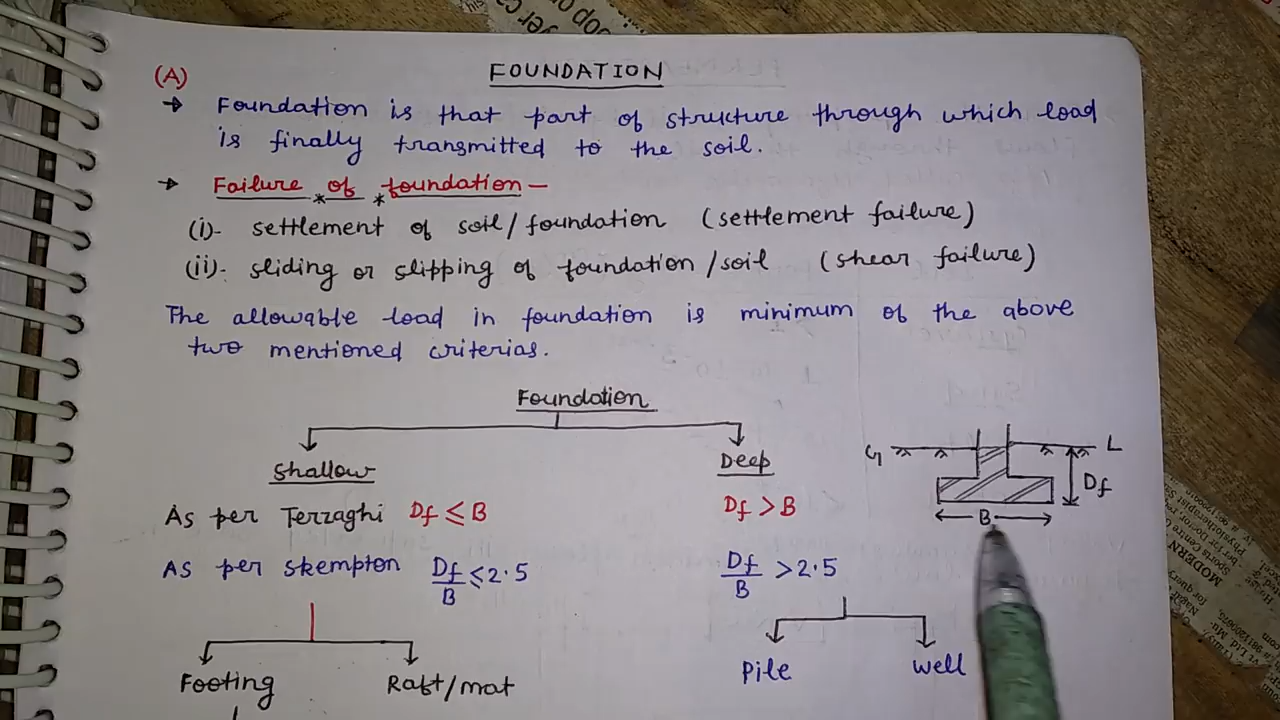 (A)
FOUNDATION
→ Foundation is that part of structure through which load
is finally transmitted to the soil.
→ Failure of foundation –
(i)- settlement of soil/foundation (settlement failure)
(ii)- sliding or slipping of foundation/soil (shear failure)
The allowable load in foundation is minimum of the above
two mentioned criterias.
Foundation
Shallow
Deep
G L
Df
B
As per Terzaghi Df ≤ B
Df > B
As per skempton Df/B ≤ 2.5
Df/B > 2.5
Footing
Raft/mat
Pile
Well
MODERN
for query